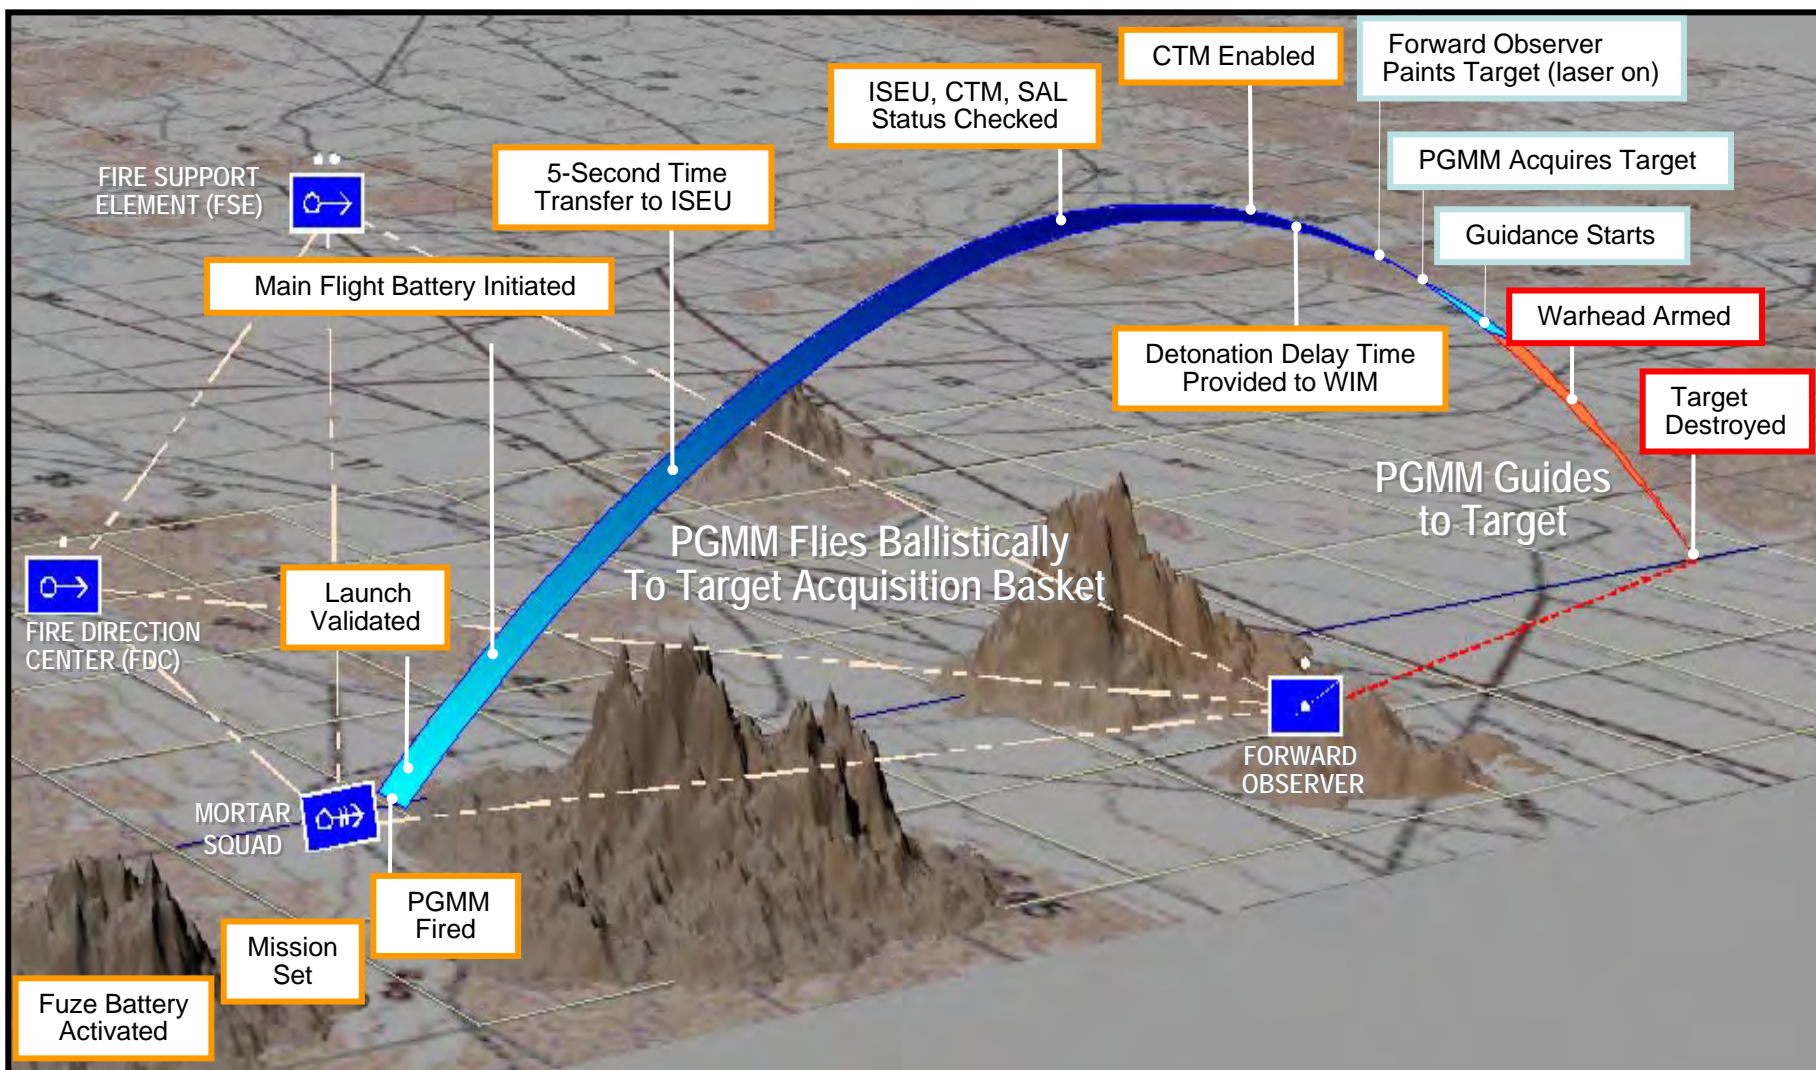 CTM Enabled
Forward Observer
Paints Target (laser on)
ISEU, CTM, SAL
Status Checked
PGMM Acquires Target
FIRE SUPPORT
ELEMENT (FSE)
5-Second Time
Transfer to ISEU
Guidance Starts
Main Flight Battery Initiated
Warhead Armed
Detonation Delay Time
Provided to WIM
Target
Destroyed
PGMM Guides
to Target
PGMM Flies Ballistically
To Target Acquisition Basket
Launch
Validated
FIRE DIRECTION
CENTER (FDC)
FORWARD
OBSERVER
MORTAR
SQUAD
PGMM
Fired
Mission
Set
Fuze Battery
Activated